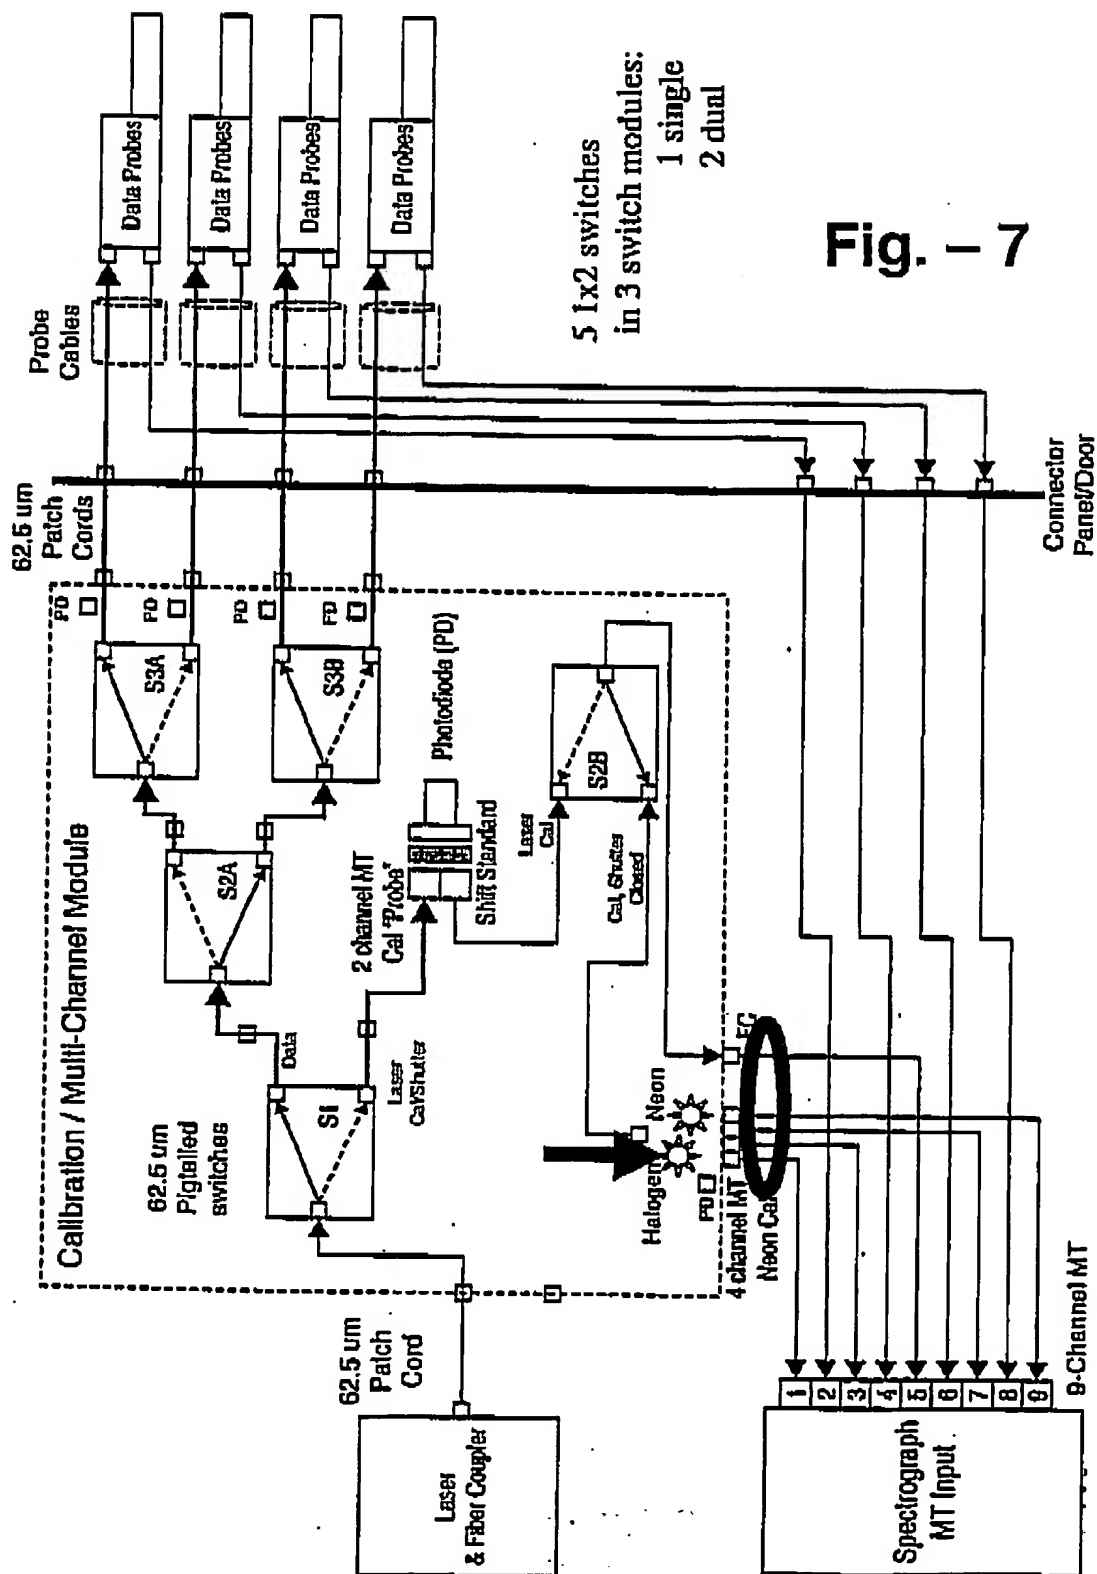 Calibration / Multi-Channel Module
62.5 um
Patch
Cords
Probe
Cables
Data Probes
Data Probes
Data Probes
Data Probes
PD
PD
PD
PD
S3A
S3B
S2A
62.5 um
Pigtailed
switches
Data
S1
Laser
Cal/Shutter
2 channel MT
Cal "Probe"
Shift Standard
Photodiode (PD)
Laser
Cal
Cal, Shutter
Closed
S2B
62.5 um
Patch
Cord
Laser
& Fiber Coupler
Halogen
Neon
PD
FC
4 channel MT
Neon Cal
1
2
3
4
5
6
7
8
9
9-Channel MT
Spectrograph
MT Input
Connector
Panel/Door
5 1x2 switches
in 3 switch modules:
1 single
2 dual
Fig. – 7